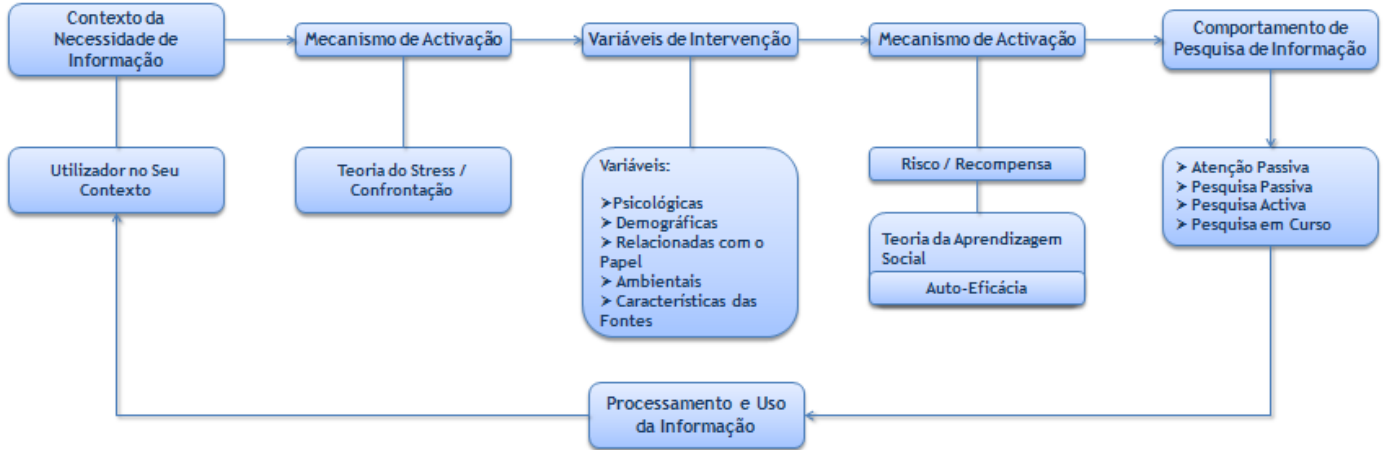 Contexto da
Necessidade de
Informação
Mecanismo de Activação
Variáveis de Intervenção
Mecanismo de Activação
Comportamento de
Pesquisa de Informação
Utilizador no Seu
Contexto
Teoria do Stress /
Confrontação
Variáveis:
➢Psicológicas
➢ Demográficas
➢ Relacionadas com o
Papel
➢ Ambientais
➢ Características das
Fontes
Risco / Recompensa
Teoria da Aprendizagem
Social
Auto-Eficácia
➢ Atenção Passiva
➢ Pesquisa Passiva
➢ Pesquisa Activa
➢ Pesquisa em Curso
Processamento e Uso
da Informação